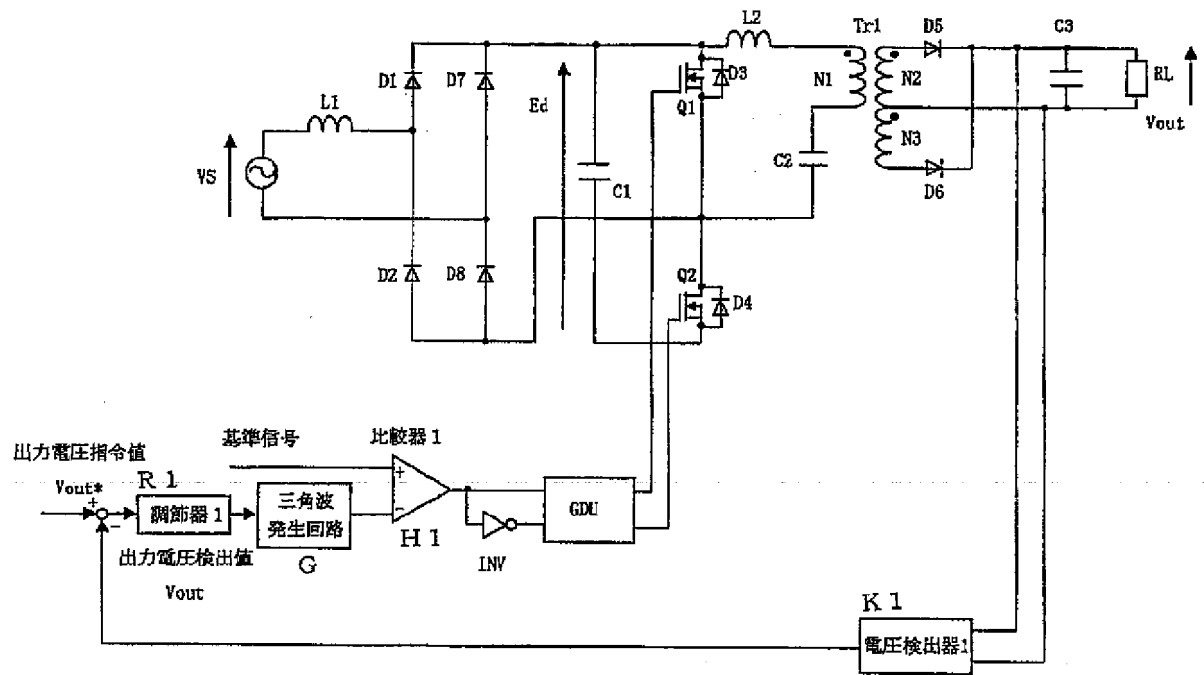 L2
Tr1
D5
C3
D1
D7
D3
N1
N2
RL
L1
Ed
Q1
Vout
N3
VS
C1
C2
D6
D2
D8
Q2
D4
出力電圧指令値
基準信号
比較器1
Vout*
R1
+
+
-
-
調節器1
三角波
発生回路
GDU
H1
INV
出力電圧検出値
G
Vout
K1
電圧検出器1